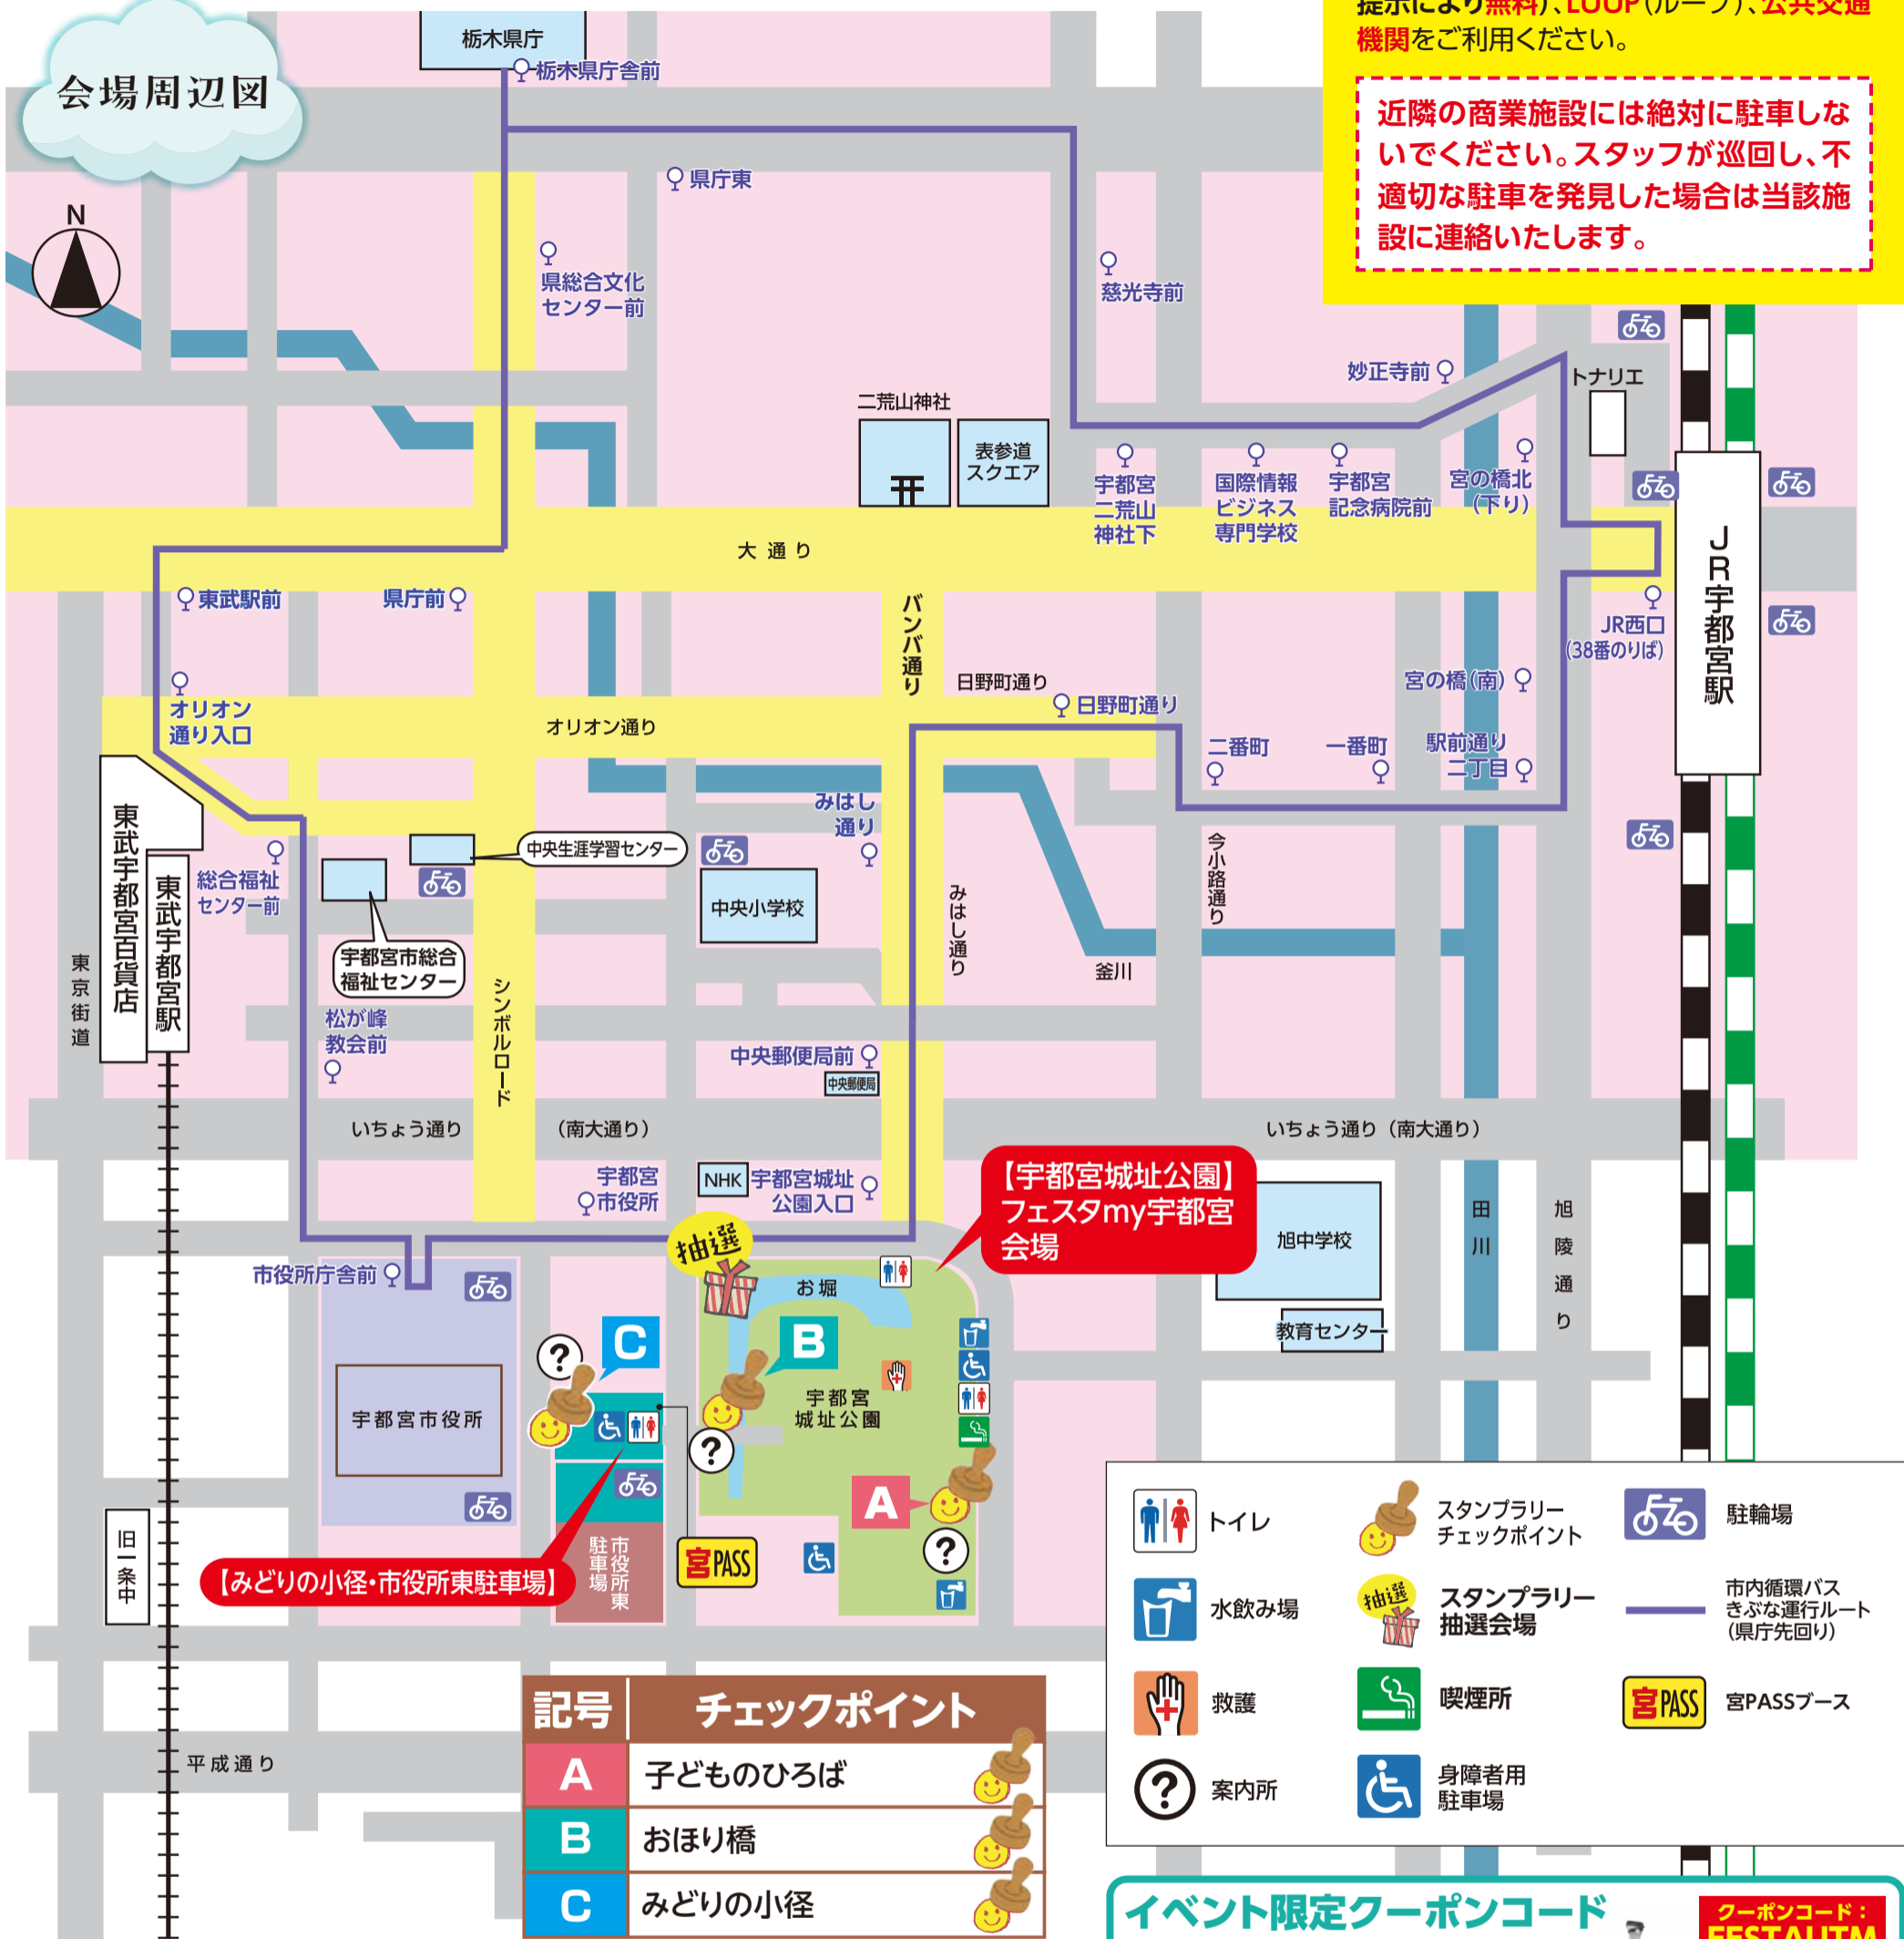 会場周辺図
提示により無料)、LOOP(ループ)、公共交通
機関をご利用ください。
近隣の商業施設には絶対に駐車しな
いでください。スタッフが巡回し、不
適切な駐車を発見した場合は当該施
設に連絡いたします。
N
栃木県庁
栃木県庁舎前
県庁東
県総合文化
センター前
慈光寺前
妙正寺前
トナリエ
二荒山神社
表参道
スクエア
宇都宮
二荒山
神社下
国際情報
ビジネス
専門学校
宇都宮
記念病院前
宮の橋北
(下り)
JR宇都宮駅
大通り
東武駅前
県庁前
バンバ通り
JR西口
(38番のりば)
オリオン
通り入口
オリオン通り
日野町通り
日野町通り
宮の橋(南)
二番町
一番町
駅前通り
二丁目
東武宇都宮百貨店
東武宇都宮駅
総合福祉
センター前
中央生涯学習センター
みはし
通り
中央小学校
みはし通り
今小路通り
宇都宮市総合
福祉センター
釜川
東京街道
松が峰
教会前
シンボルロード
中央郵便局前
中央郵便局
いちょう通り
(南大通り)
いちょう通り(南大通り)
宇都宮
市役所
NHK
宇都宮城址
公園入口
【宇都宮城址公園】
フェスタmy宇都宮
会場
旭中学校
教育センター
田川
旭陵通り
市役所庁舎前
抽選
お堀
C
B
宇都宮
城址公園
宇都宮市役所
A
市役所東
駐車場
宮PASS
【みどりの小径・市役所東駐車場】
旧一条中
平成通り
記号
チェックポイント
A
子どものひろば
B
おほり橋
C
みどりの小径
トイレ
スタンプラリー
チェックポイント
駐輪場
水飲み場
抽選
スタンプラリー
抽選会場
市内循環バス
きぶな運行ルート
(県庁先回り)
救護
喫煙所
宮PASS
宮PASSブース
案内所
身障者用
駐車場
イベント限定クーポンコード
クーポンコード:
FESTAUTM